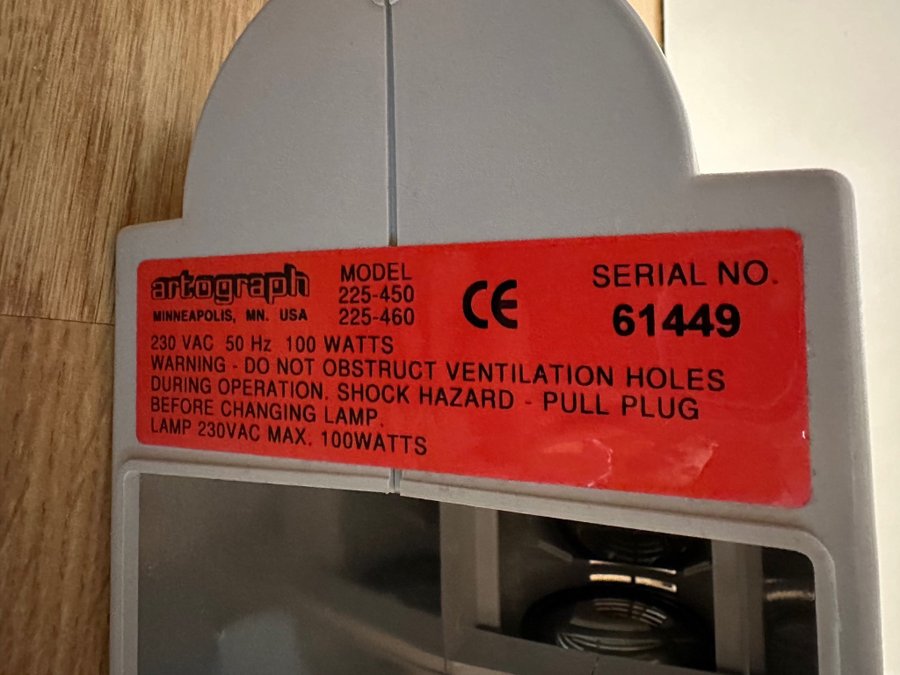 artograph
MINNEAPOLIS, MN. USA
MODEL
225-450
225-460
CE
SERIAL NO.
61449
230 VAC 50 Hz 100 WATTS
WARNING - DO NOT OBSTRUCT VENTILATION HOLES
DURING OPERATION. SHOCK HAZARD - PULL PLUG
BEFORE CHANGING LAMP.
LAMP 230VAC MAX. 100WATTS